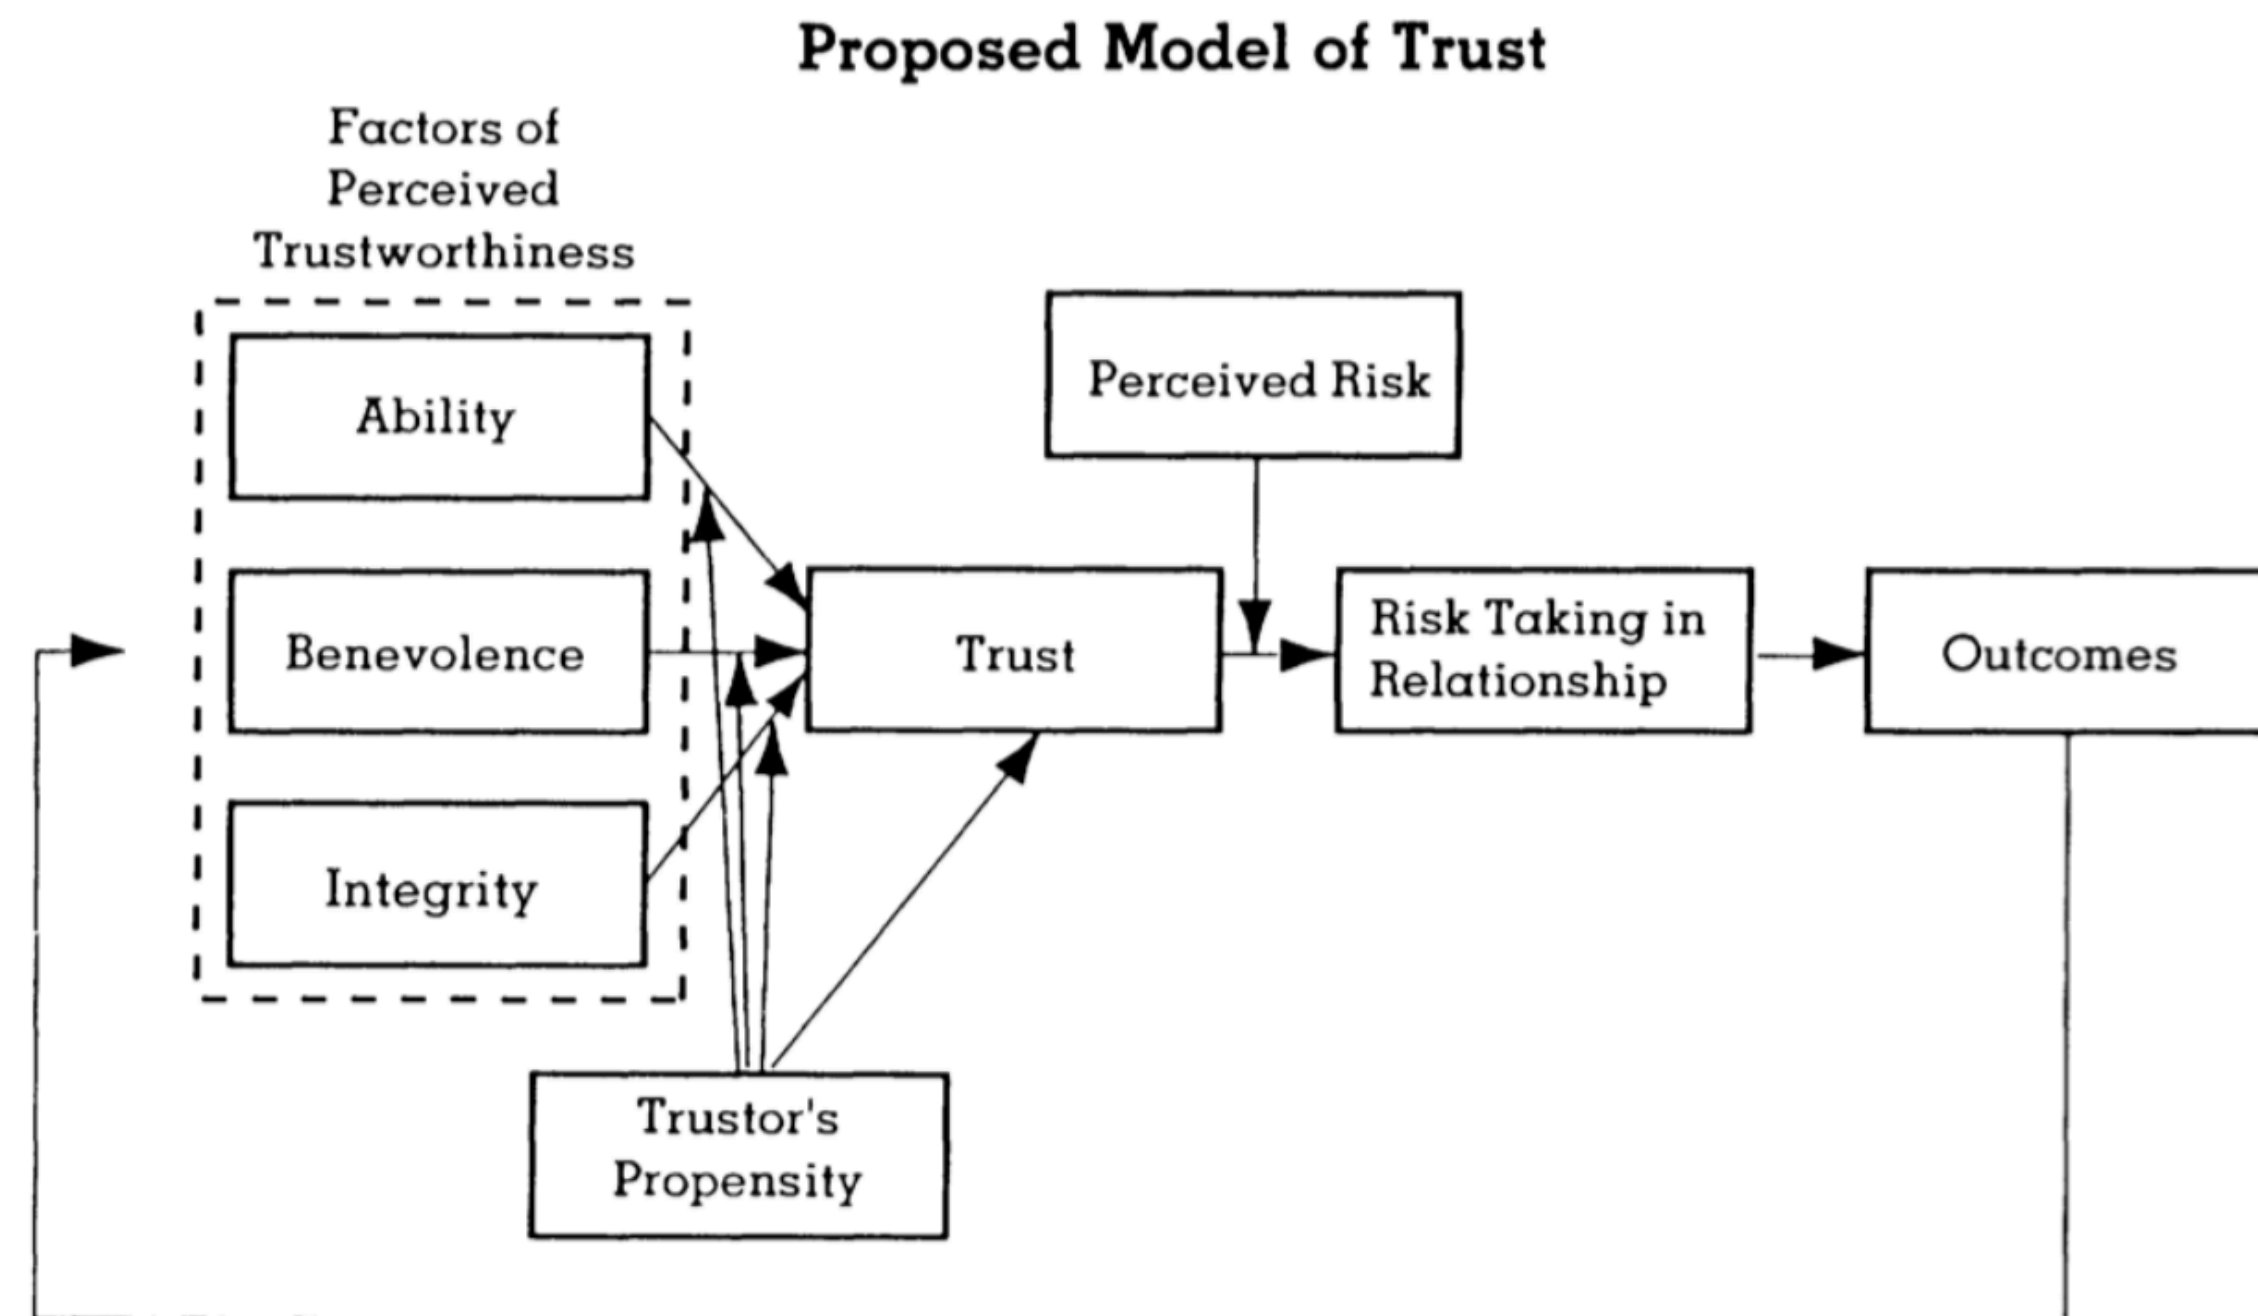 Proposed Model of Trust
Factors of
Perceived
Trustworthiness
Ability
Benevolence
Integrity
Perceived Risk
Trust
Risk Taking in
Relationship
Outcomes
Trustor's
Propensity